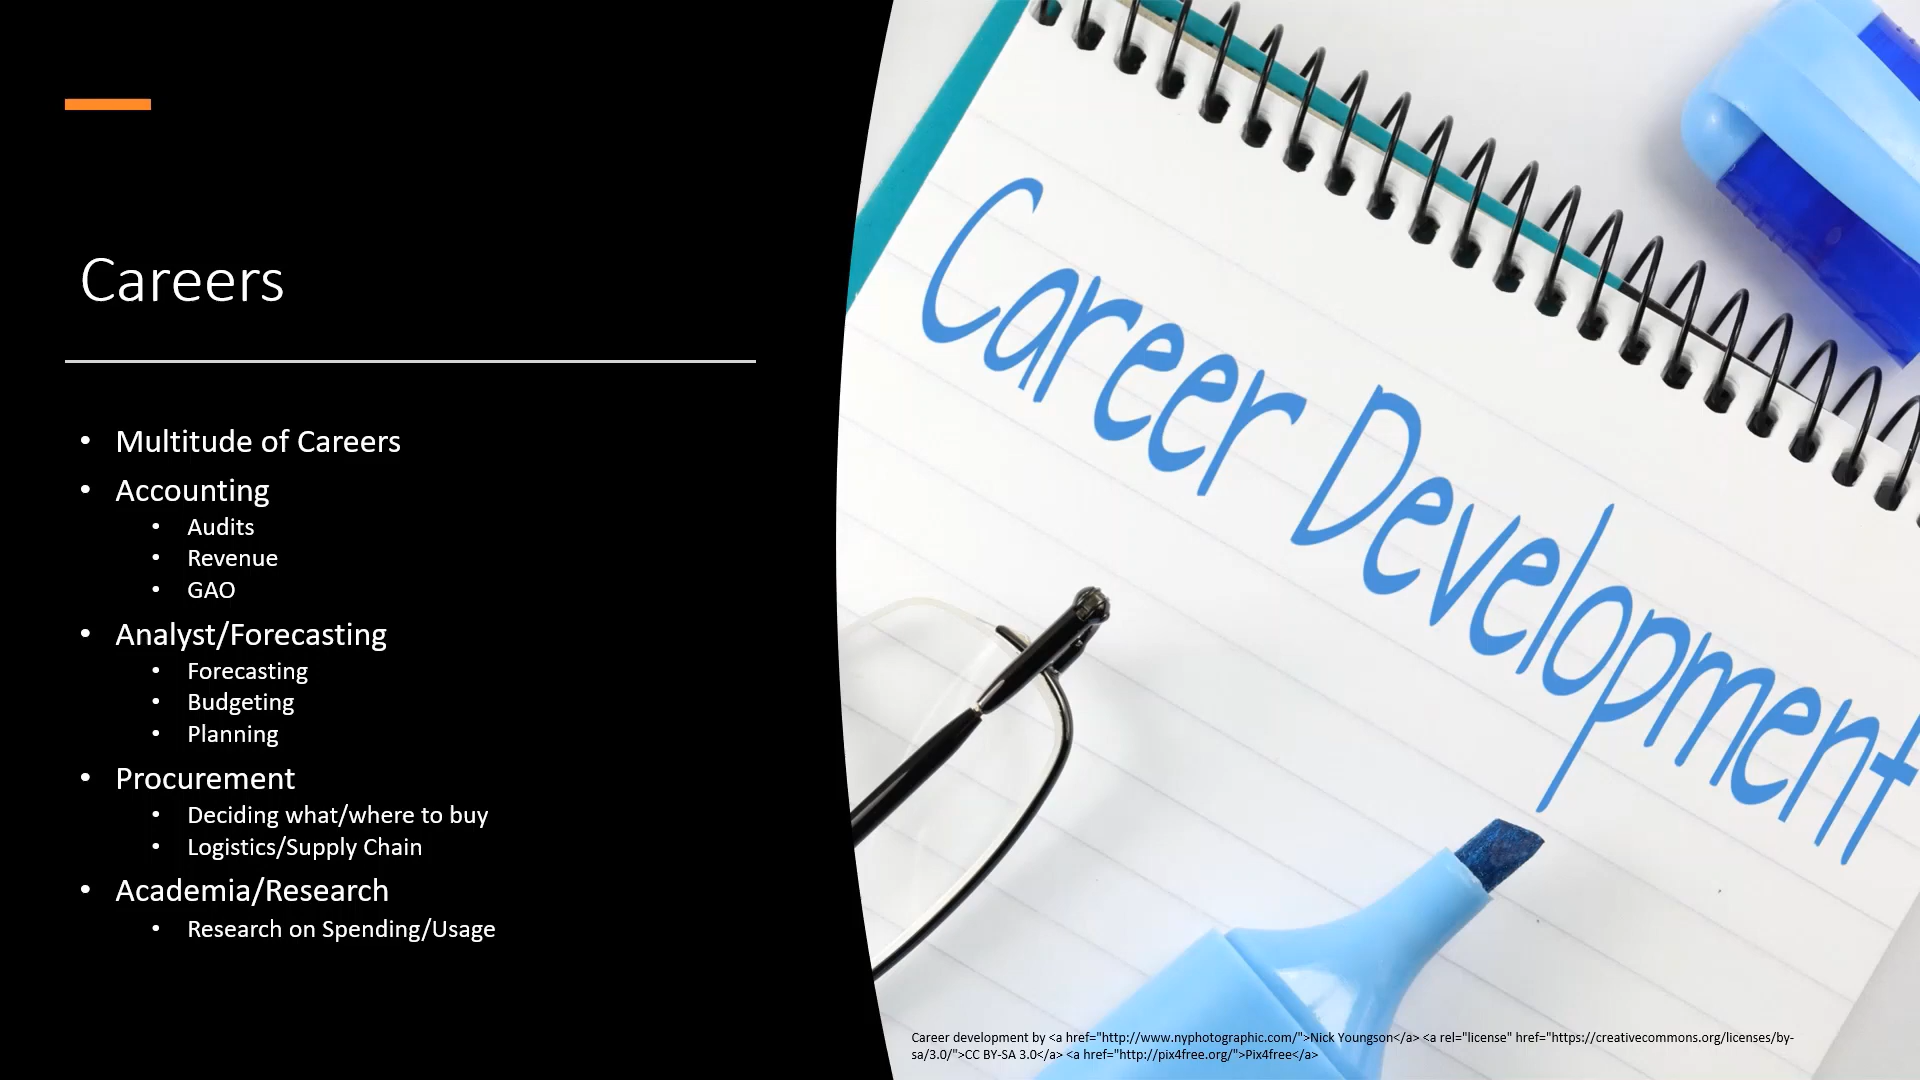 Careers
• Multitude of Careers
• Accounting
• Audits
• Revenue
• GAO
• Analyst/Forecasting
• Forecasting
• Budgeting
• Planning
• Procurement
• Deciding what/where to buy
• Logistics/Supply Chain
• Academia/Research
• Research on Spending/Usage
Career Development
Career development by <a href="http://www.nyphotographic.com/">Nick Youngson</a> <a rel="license" href="https://creativecommons.org/licenses/by-
sa/3.0/">CC BY-SA 3.0</a> <a href="http://pix4free.org/">Pix4free</a>